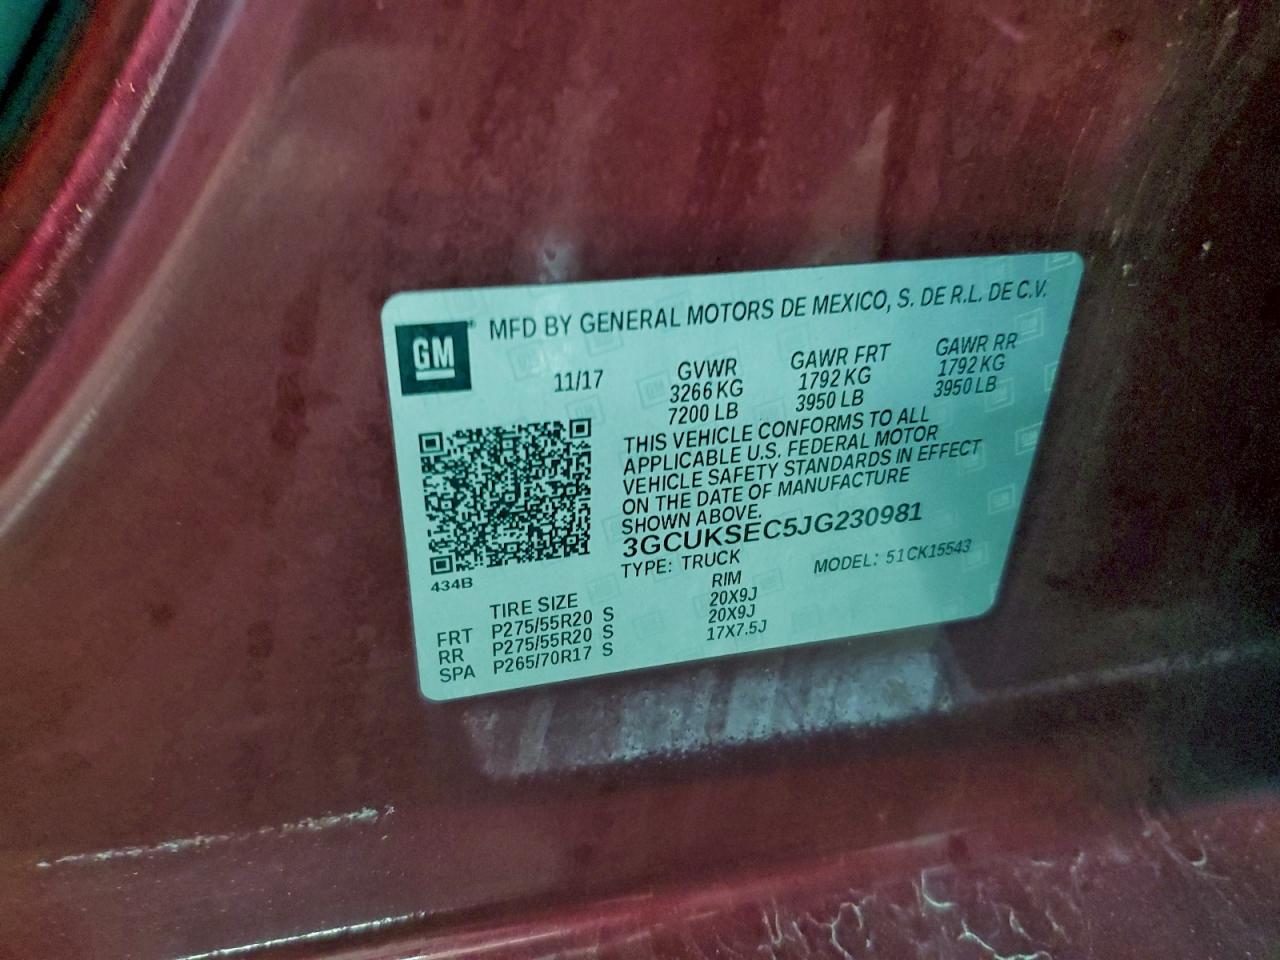 GM MFD BY GENERAL MOTORS DE MEXICO, S. DE R.L. DE C.V.
11/17
GVWR GAWR FRT GAWR RR
3266 KG 1792 KG 1792 KG
7200 LB 3950 LB 3950 LB
THIS VEHICLE CONFORMS TO ALL
APPLICABLE U.S. FEDERAL MOTOR
VEHICLE SAFETY STANDARDS IN EFFECT
ON THE DATE OF MANUFACTURE
SHOWN ABOVE.
3GCUKSEC5JG230981
TYPE: TRUCK MODEL: 51CK15543
434B
TIRE SIZE RIM
FRT P275/55R20 S 20X9J
RR P275/55R20 S 20X9J
SPA P265/70R17 S 17X7.5J